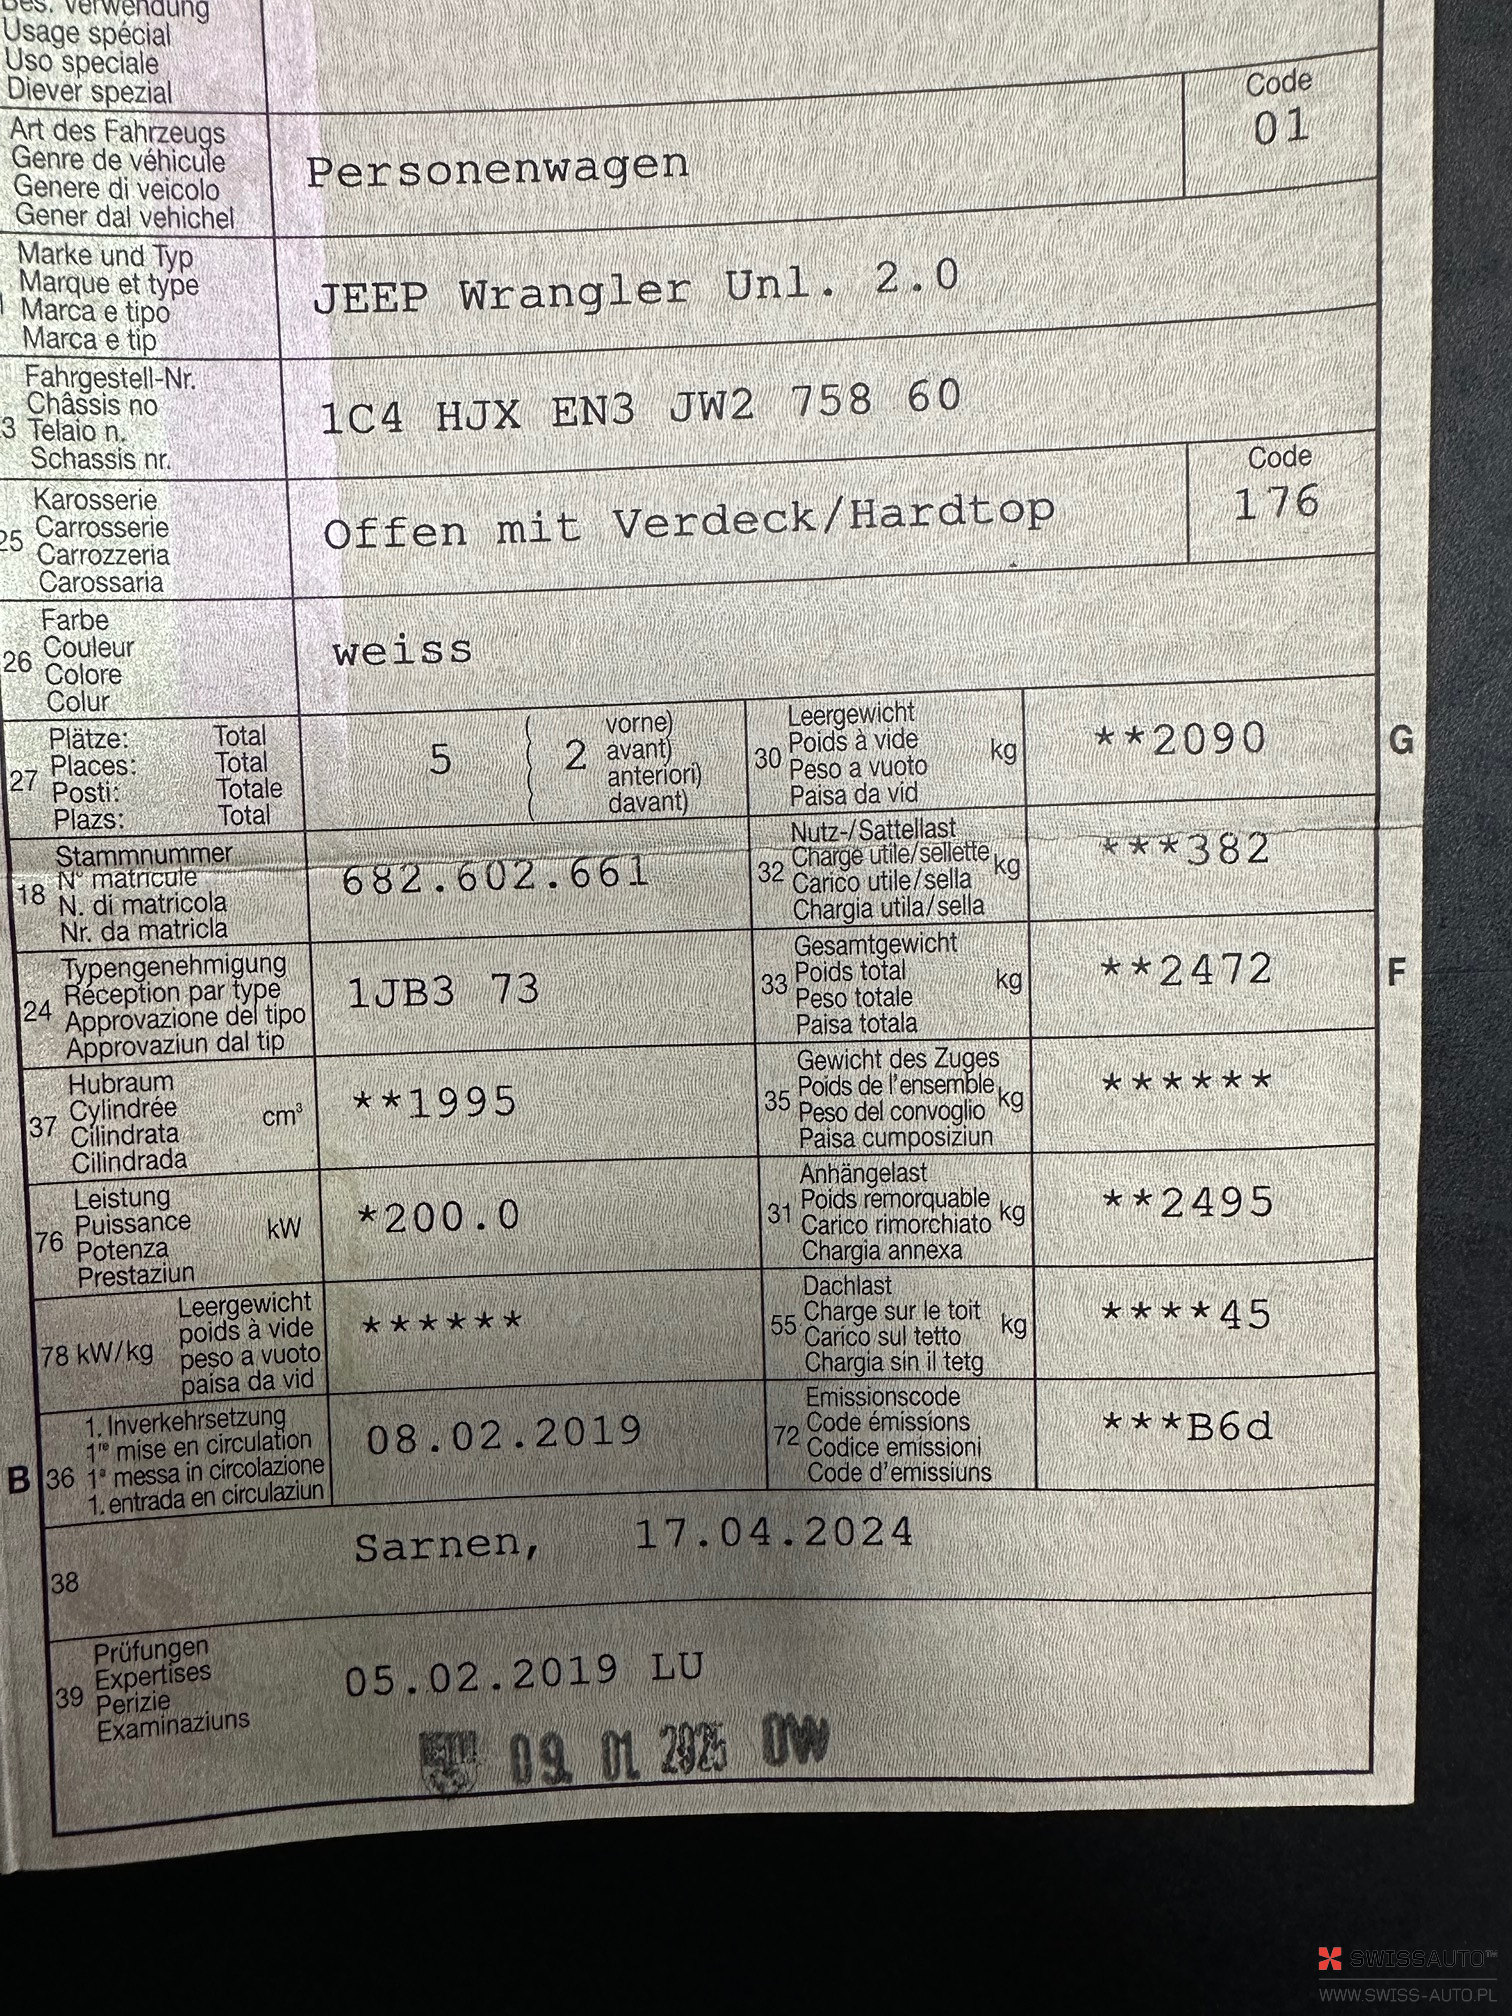 Bes. Verwendung
Usage spécial
Uso speciale
Diever spezial
Art des Fahrzeugs
Genre de véhicule
Genere di veicolo
Gener dal vehichel
Personenwagen
Code
01
Marke und Typ
Marque et type
Marca e tipo
Marca e tip
JEEP Wrangler Unl. 2.0
Fahrgestell-Nr.
Châssis no
3 Telaio n.
Schassis nr.
1C4 HJX EN3 JW2 758 60
Karosserie
25 Carrosserie
Carrozzeria
Carossaria
Offen mit Verdeck/Hardtop
Code
176
Farbe
Couleur
26 Colore
Colur
weiss
27
Plätze: Total
Places: Total
Posti: Totale
Plazs: Total
5
2
vorne)
avant)
anteriori)
davant)
30
Leergewicht
Poids à vide
Peso a vuoto
Paisa da vid
kg
**2090
G
18
Stammnummer
N° matricule
N. di matricola
Nr. da matricla
682.602.661
32
Nutz-/Sattellast
Charge utile/sellette
Carico utile/sella
Chargia utila/sella
kg
***382
24
Typengenehmigung
Réception par type
Approvazione del tipo
Approvaziun dal tip
1JB3 73
33
Gesamtgewicht
Poids total
Peso totale
Paisa totala
kg
**2472
F
37
Hubraum
Cylindrée
Cilindrata
Cilindrada
cm³
**1995
35
Gewicht des Zuges
Poids de l'ensemble
Peso del convoglio
Paisa cumposiziun
kg
******
76
Leistung
Puissance
Potenza
Prestaziun
kW
*200.0
31
Anhängelast
Poids remorquable
Carico rimorchiato
Chargia annexa
kg
**2495
78 kW/kg
Leergewicht
poids à vide
peso a vuoto
paisa da vid
******
55
Dachlast
Charge sur le toit
Carico sul tetto
Chargia sin il tetg
kg
****45
B 36
1. Inverkehrsetzung
1re mise en circulation
1a messa in circolazione
1. entrada en circulaziun
08.02.2019
72
Emissionscode
Code émissions
Codice emissioni
Code d'emissiuns
***B6d
38
Sarnen, 17.04.2024
39
Prüfungen
Expertises
Perizie
Examinaziuns
05.02.2019 LU
09. 01. 2025 OW
SWISSAUTO™
WWW.SWISS-AUTO.PL